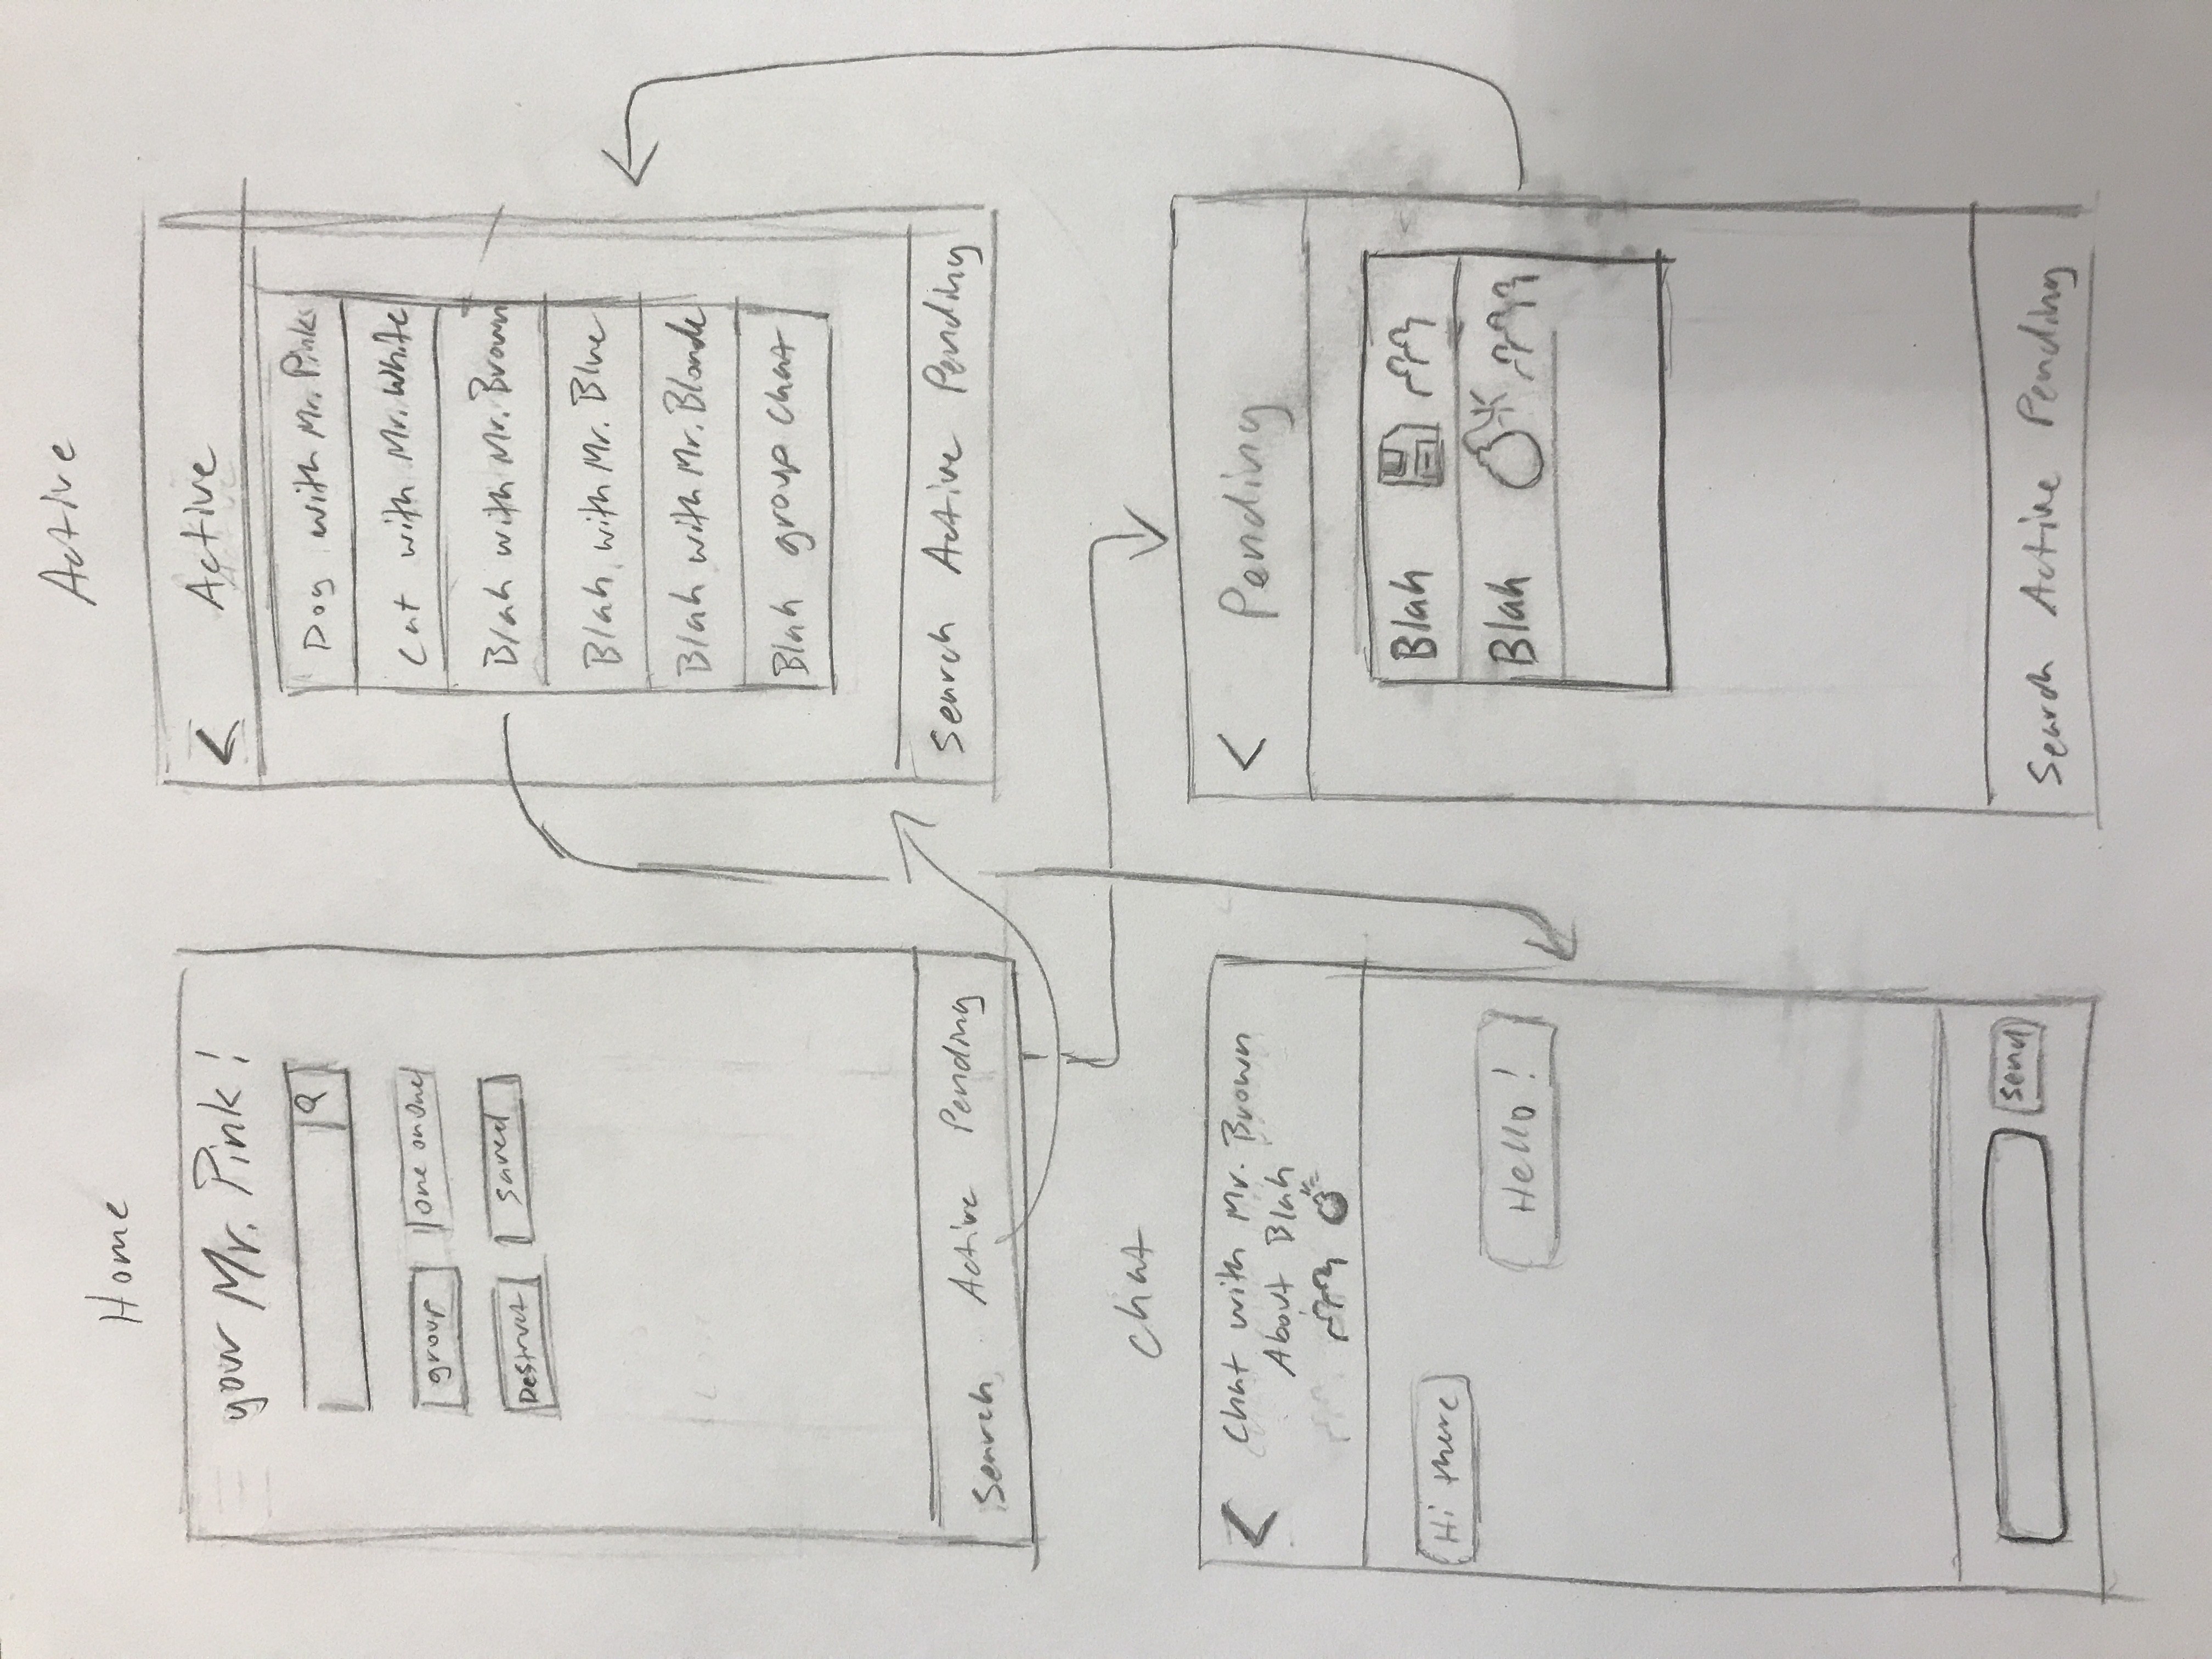 Home
your Mr. Pink!
group
one on one
Destruct
saved
Search Active Pending
Active
< Active
Dog with Mr. Pink
Cat with Mr. White
Blah with Mr. Brown
Blah with Mr. Blue
Blah with Mr. Blonde
Blah group chat
Search Active Pending
Chat
< Chat with Mr. Brown
About Blah
Hi there
Hello!
Send
< Pending
Blah
Blah
Search Active Pending